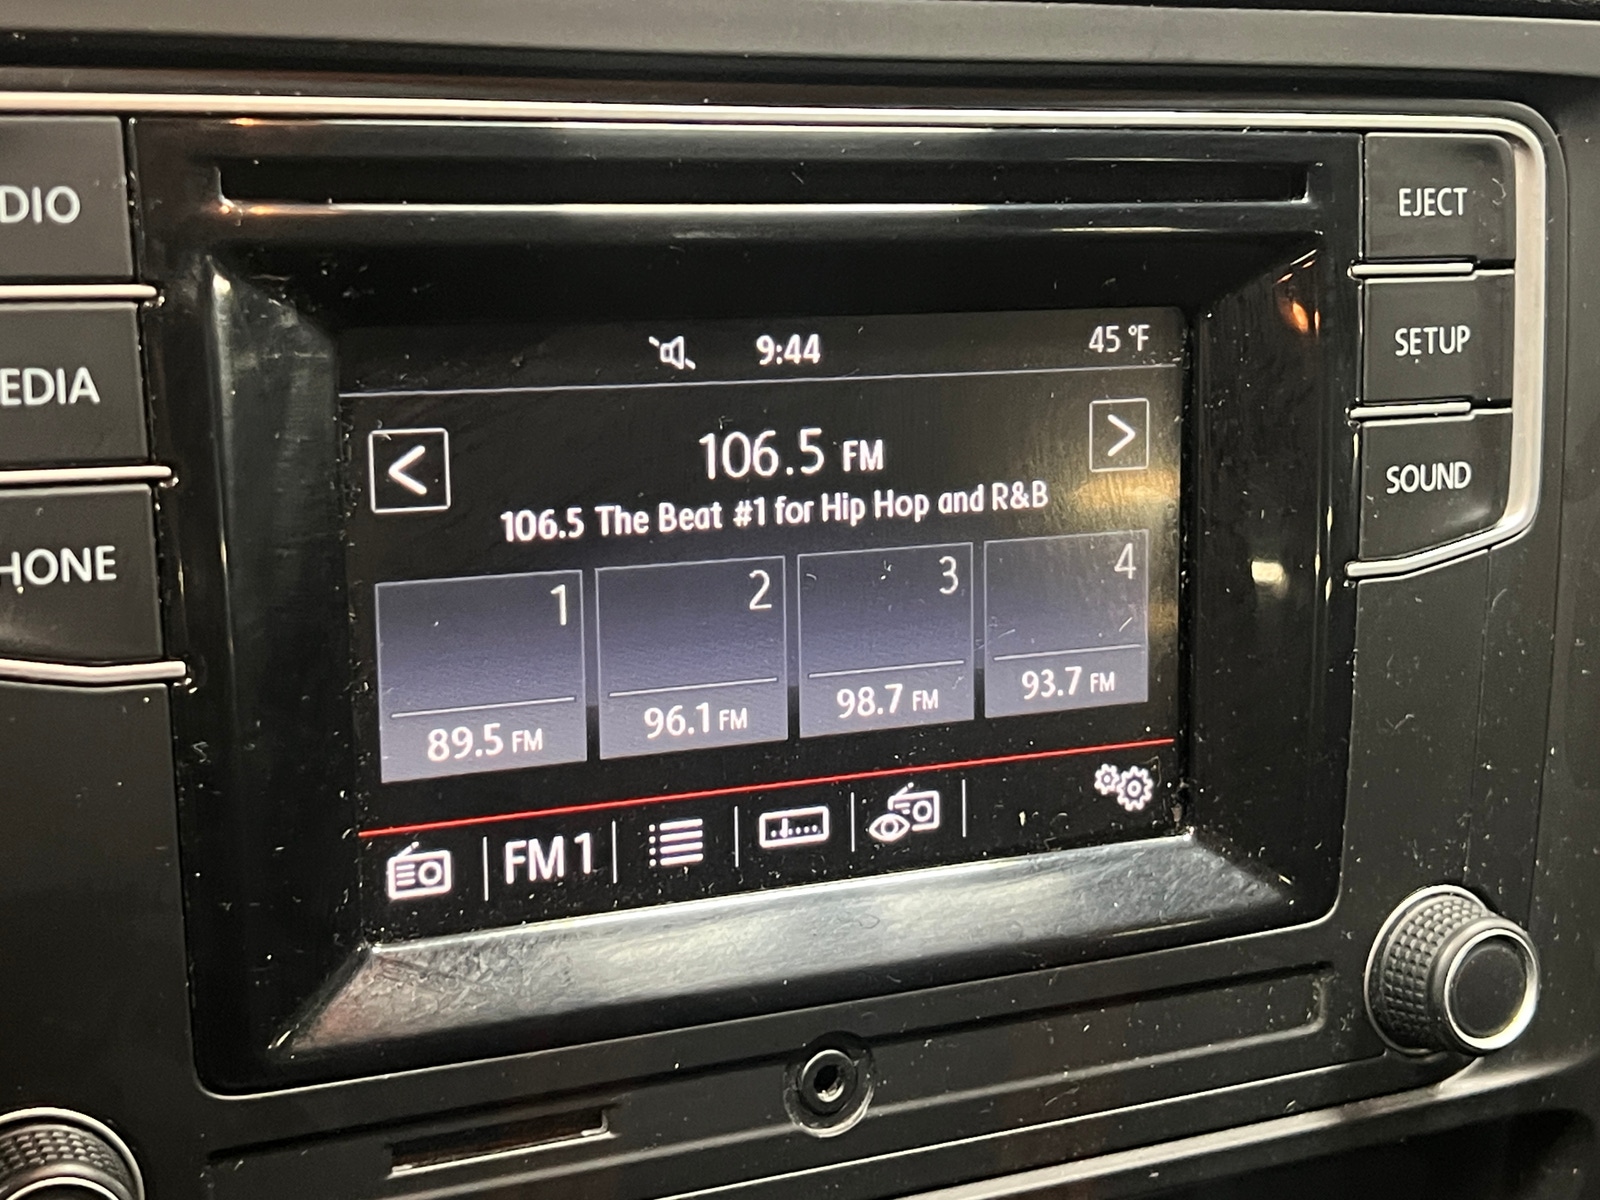 DIO
EDIA
HONE
EJECT
SETUP
SOUND
9:44
45 °F
<
>
106.5 FM
106.5 The Beat #1 for Hip Hop and R&B
1
2
3
4
89.5 FM
96.1 FM
98.7 FM
93.7 FM
FM 1